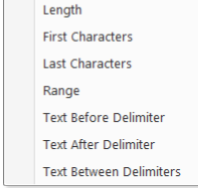 Length
First Characters
Last Characters
Range
Text Before Delimiter
Text After Delimiter
Text Between Delimiters